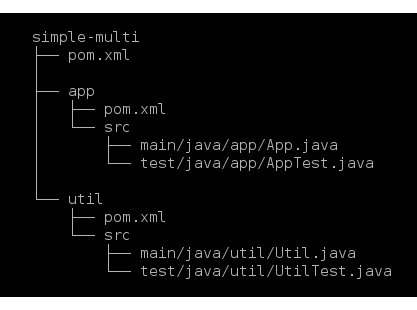 simple-multi
├── pom.xml
├── app
│   ├── pom.xml
│   └── src
│       ├── main/java/app/App.java
│       └── test/java/app/AppTest.java
└── util
    ├── pom.xml
    └── src
        ├── main/java/util/Util.java
        └── test/java/util/UtilTest.java